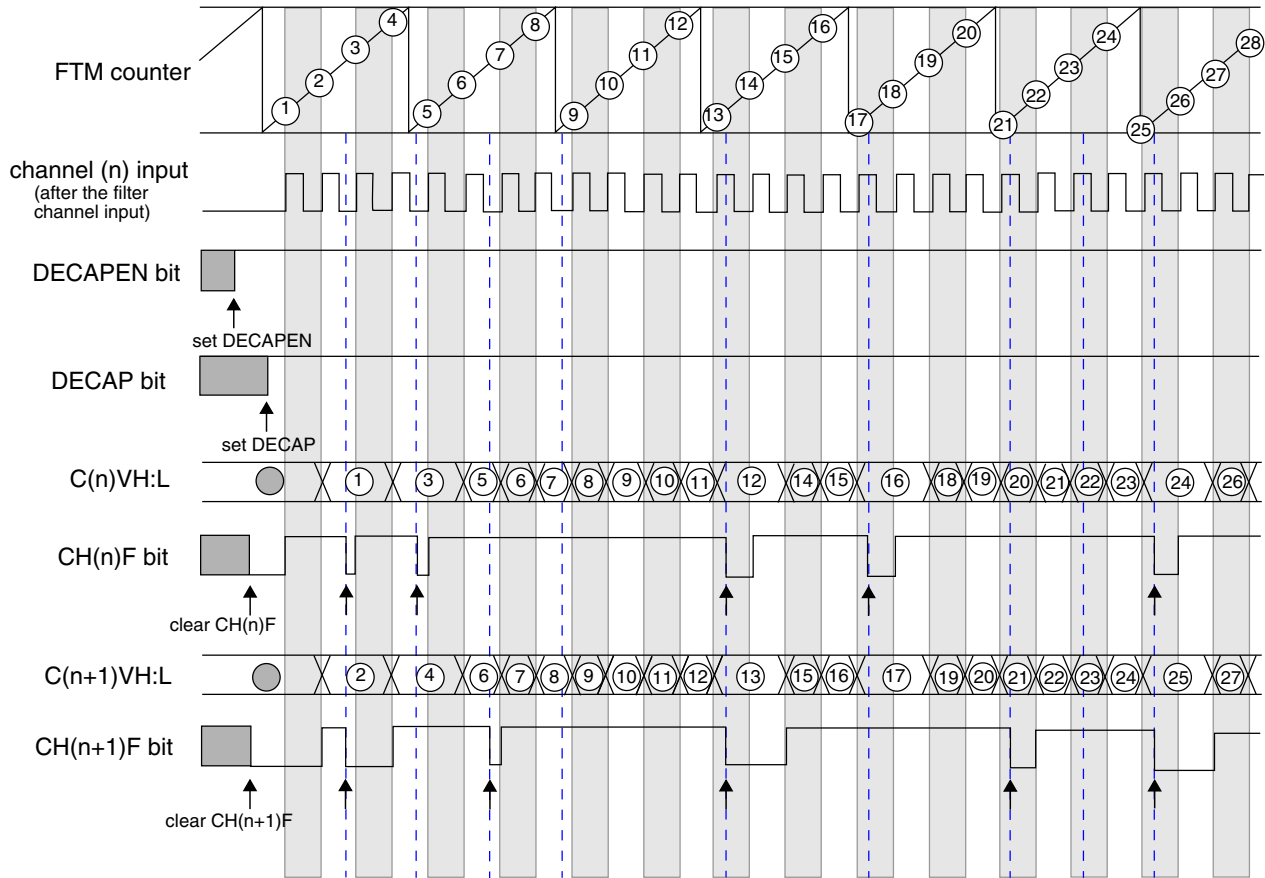 FTM counter
1 2 3 4 5 6 7 8 9 10 11 12 13 14 15 16 17 18 19 20 21 22 23 24 25 26 27 28
channel (n) input
(after the filter
channel input)
DECAPEN bit
set DECAPEN
DECAP bit
set DECAP
C(n)VH:L
1 3 5 6 7 8 9 10 11 12 14 15 16 18 19 20 21 22 23 24 26
CH(n)F bit
clear CH(n)F
C(n+1)VH:L
2 4 6 7 8 9 10 11 12 13 15 16 17 19 20 21 22 23 24 25 27
CH(n+1)F bit
clear CH(n+1)F